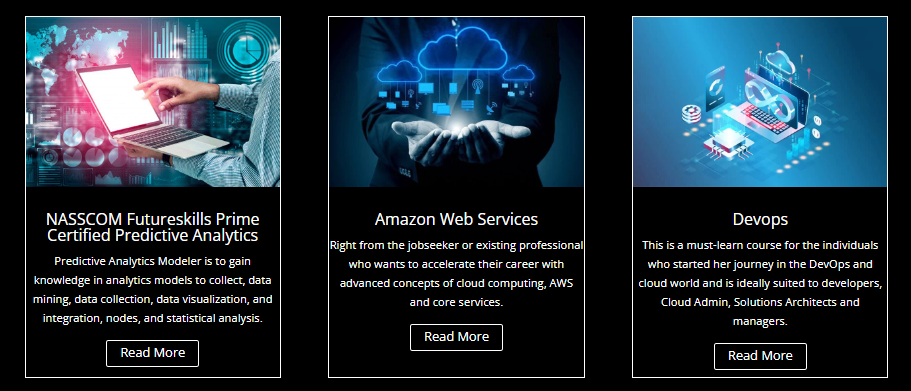 NASSCOM Futureskills Prime
Certified Predictive Analytics
Predictive Analytics Modeler is to gain
knowledge in analytics models to collect, data
mining, data collection, data visualization, and
integration, nodes, and statistical analysis.
Read More
Amazon Web Services
Right from the jobseeker or existing professional
who wants to accelerate their career with
advanced concepts of cloud computing, AWS
and core services.
Read More
Devops
This is a must-learn course for the individuals
who started her journey in the DevOps and
cloud world and is ideally suited to developers,
Cloud Admin, Solutions Architects and
managers.
Read More